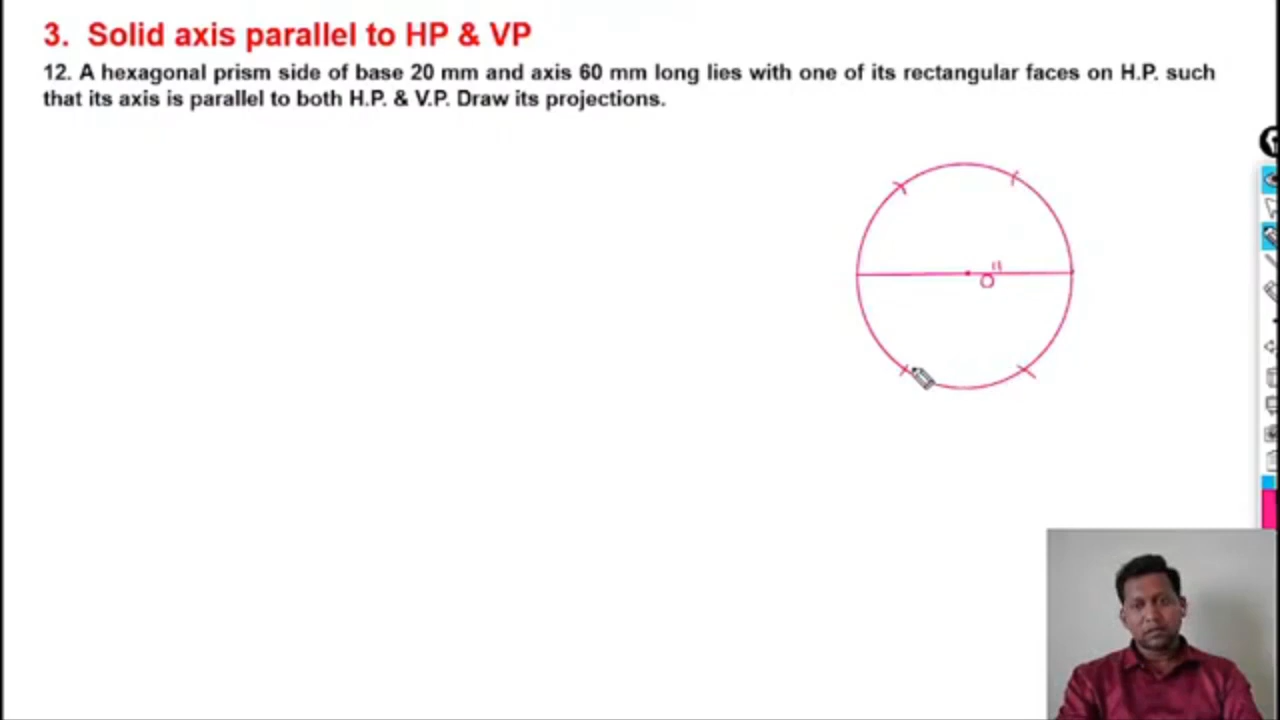 3. Solid axis parallel to HP & VP
12. A hexagonal prism side of base 20 mm and axis 60 mm long lies with one of its rectangular faces on H.P. such
that its axis is parallel to both H.P. & V.P. Draw its projections.
o"